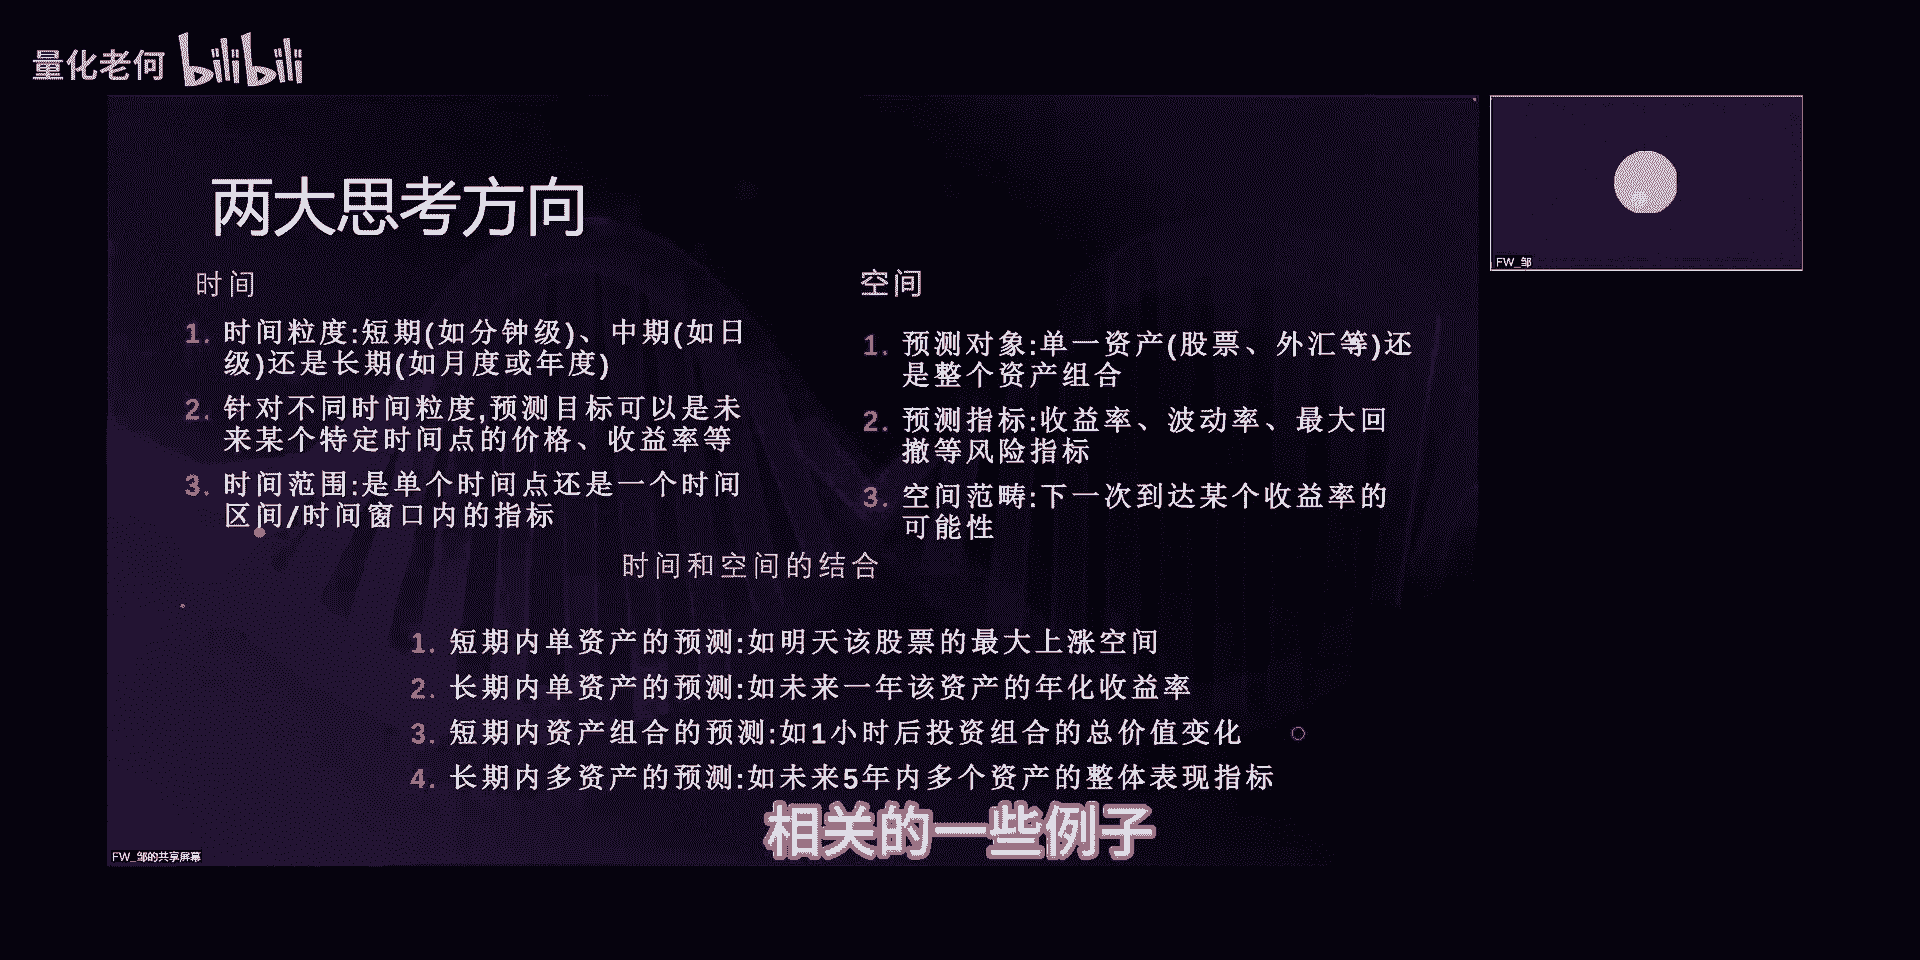 量化老何 bilibili
两大思考方向
时间
1. 时间粒度:短期(如分钟级)、中期(如日
级)还是长期(如月度或年度)
2. 针对不同时间粒度,预测目标可以是未
来某个特定时间点的价格、收益率等
3. 时间范围:是单个时间点还是一个时间
区间/时间窗口内的指标
空间
1. 预测对象:单一资产(股票、外汇等)还
是整个资产组合
2. 预测指标:收益率、波动率、最大回
撤等风险指标
3. 空间范畴:下一次到达某个收益率的
可能性
时间和空间的结合
1. 短期内单资产的预测:如明天该股票的最大上涨空间
2. 长期内单资产的预测:如未来一年该资产的年化收益率
3. 短期内资产组合的预测:如1小时后投资组合的总价值变化
4. 长期内多资产的预测:如未来5年内多个资产的整体表现指标
相关的一些例子
FW_邹的共享屏幕
FW_邹